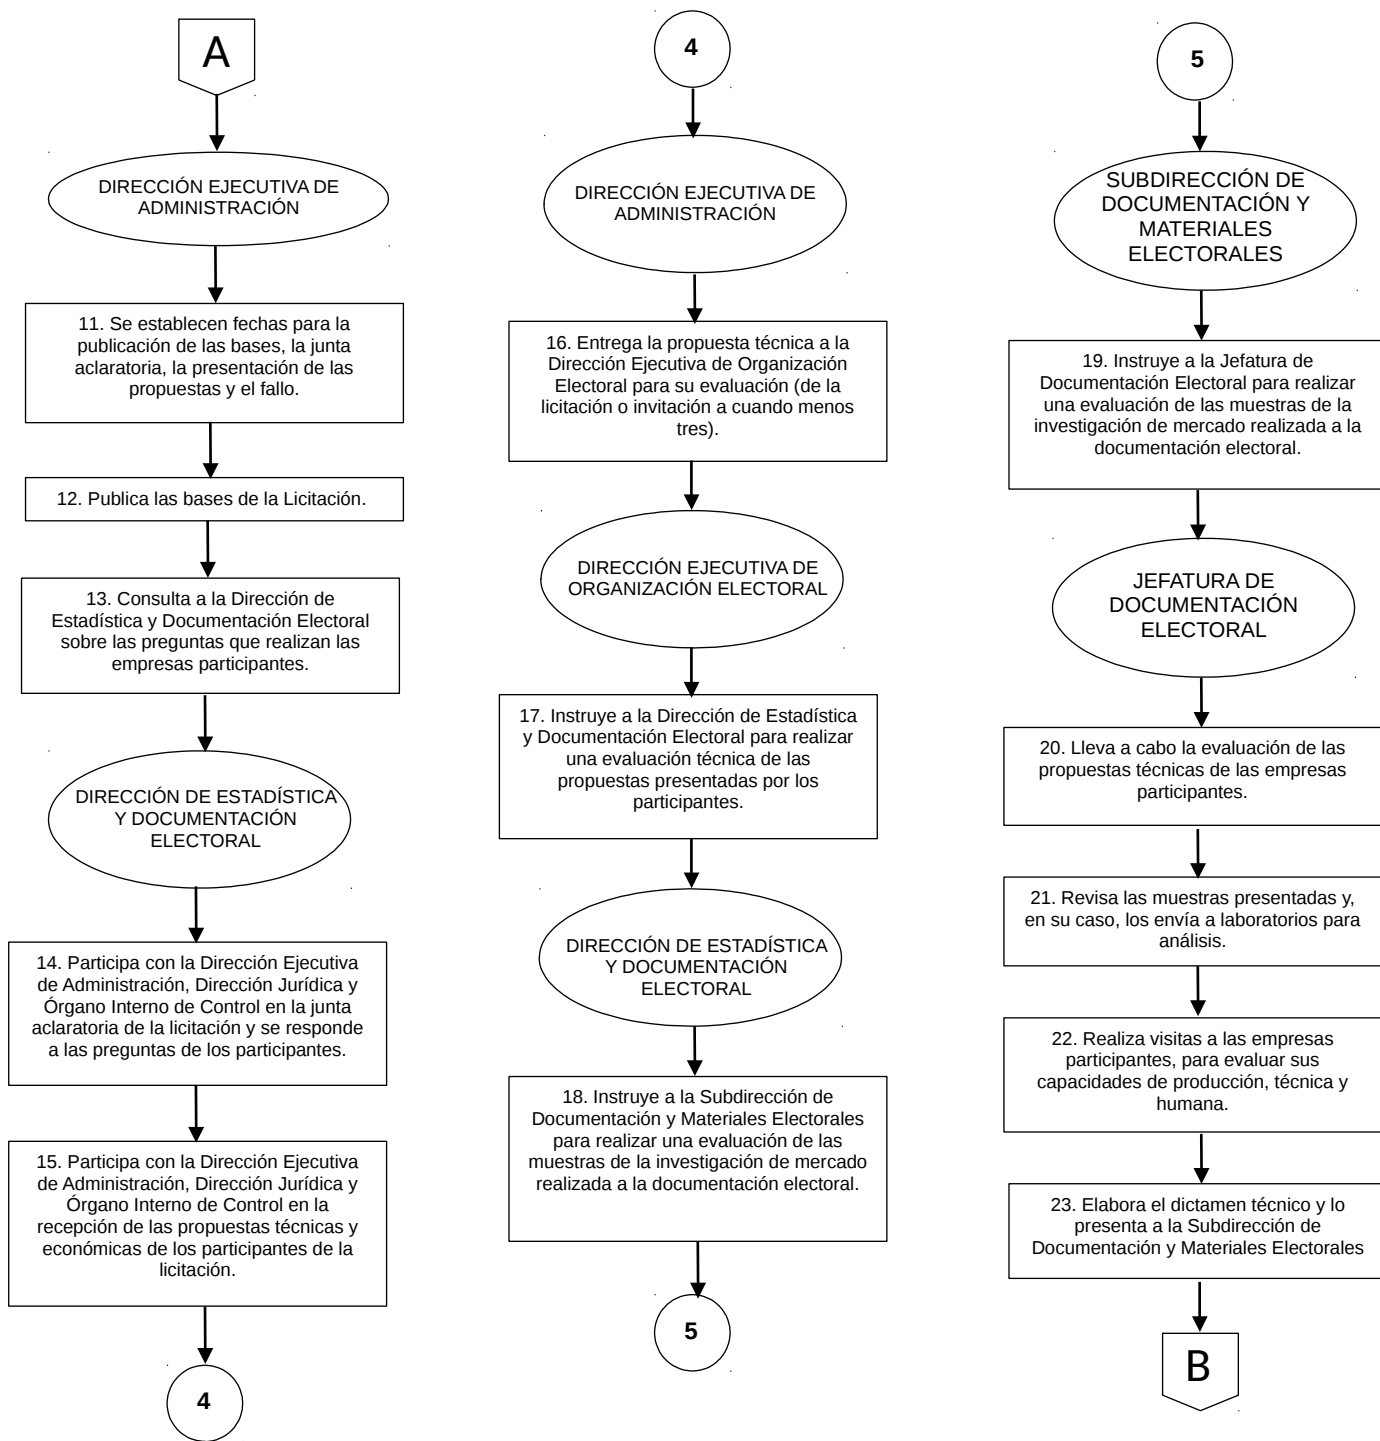 A
DIRECCIÓN EJECUTIVA DE
ADMINISTRACIÓN
11. Se establecen fechas para la
publicación de las bases, la junta
aclaratoria, la presentación de las
propuestas y el fallo.
12. Publica las bases de la Licitación.
13. Consulta a la Dirección de
Estadística y Documentación Electoral
sobre las preguntas que realizan las
empresas participantes.
DIRECCIÓN DE ESTADÍSTICA
Y DOCUMENTACIÓN
ELECTORAL
14. Participa con la Dirección Ejecutiva
de Administración, Dirección Jurídica y
Órgano Interno de Control en la junta
aclaratoria de la licitación y se responde
a las preguntas de los participantes.
15. Participa con la Dirección Ejecutiva
de Administración, Dirección Jurídica y
Órgano Interno de Control en la
recepción de las propuestas técnicas y
económicas de los participantes de la
licitación.
4
4
DIRECCIÓN EJECUTIVA DE
ADMINISTRACIÓN
16. Entrega la propuesta técnica a la
Dirección Ejecutiva de Organización
Electoral para su evaluación (de la
licitación o invitación a cuando menos
tres).
DIRECCIÓN EJECUTIVA DE
ORGANIZACIÓN ELECTORAL
17. Instruye a la Dirección de Estadística
y Documentación Electoral para realizar
una evaluación técnica de las
propuestas presentadas por los
participantes.
DIRECCIÓN DE ESTADÍSTICA
Y DOCUMENTACIÓN
ELECTORAL
18. Instruye a la Subdirección de
Documentación y Materiales Electorales
para realizar una evaluación de las
muestras de la investigación de mercado
realizada a la documentación electoral.
5
5
SUBDIRECCIÓN DE
DOCUMENTACIÓN Y
MATERIALES
ELECTORALES
19. Instruye a la Jefatura de
Documentación Electoral para realizar
una evaluación de las muestras de la
investigación de mercado realizada a la
documentación electoral.
JEFATURA DE
DOCUMENTACIÓN
ELECTORAL
20. Lleva a cabo la evaluación de las
propuestas técnicas de las empresas
participantes.
21. Revisa las muestras presentadas y,
en su caso, los envía a laboratorios para
análisis.
22. Realiza visitas a las empresas
participantes, para evaluar sus
capacidades de producción, técnica y
humana.
23. Elabora el dictamen técnico y lo
presenta a la Subdirección de
Documentación y Materiales Electorales
B